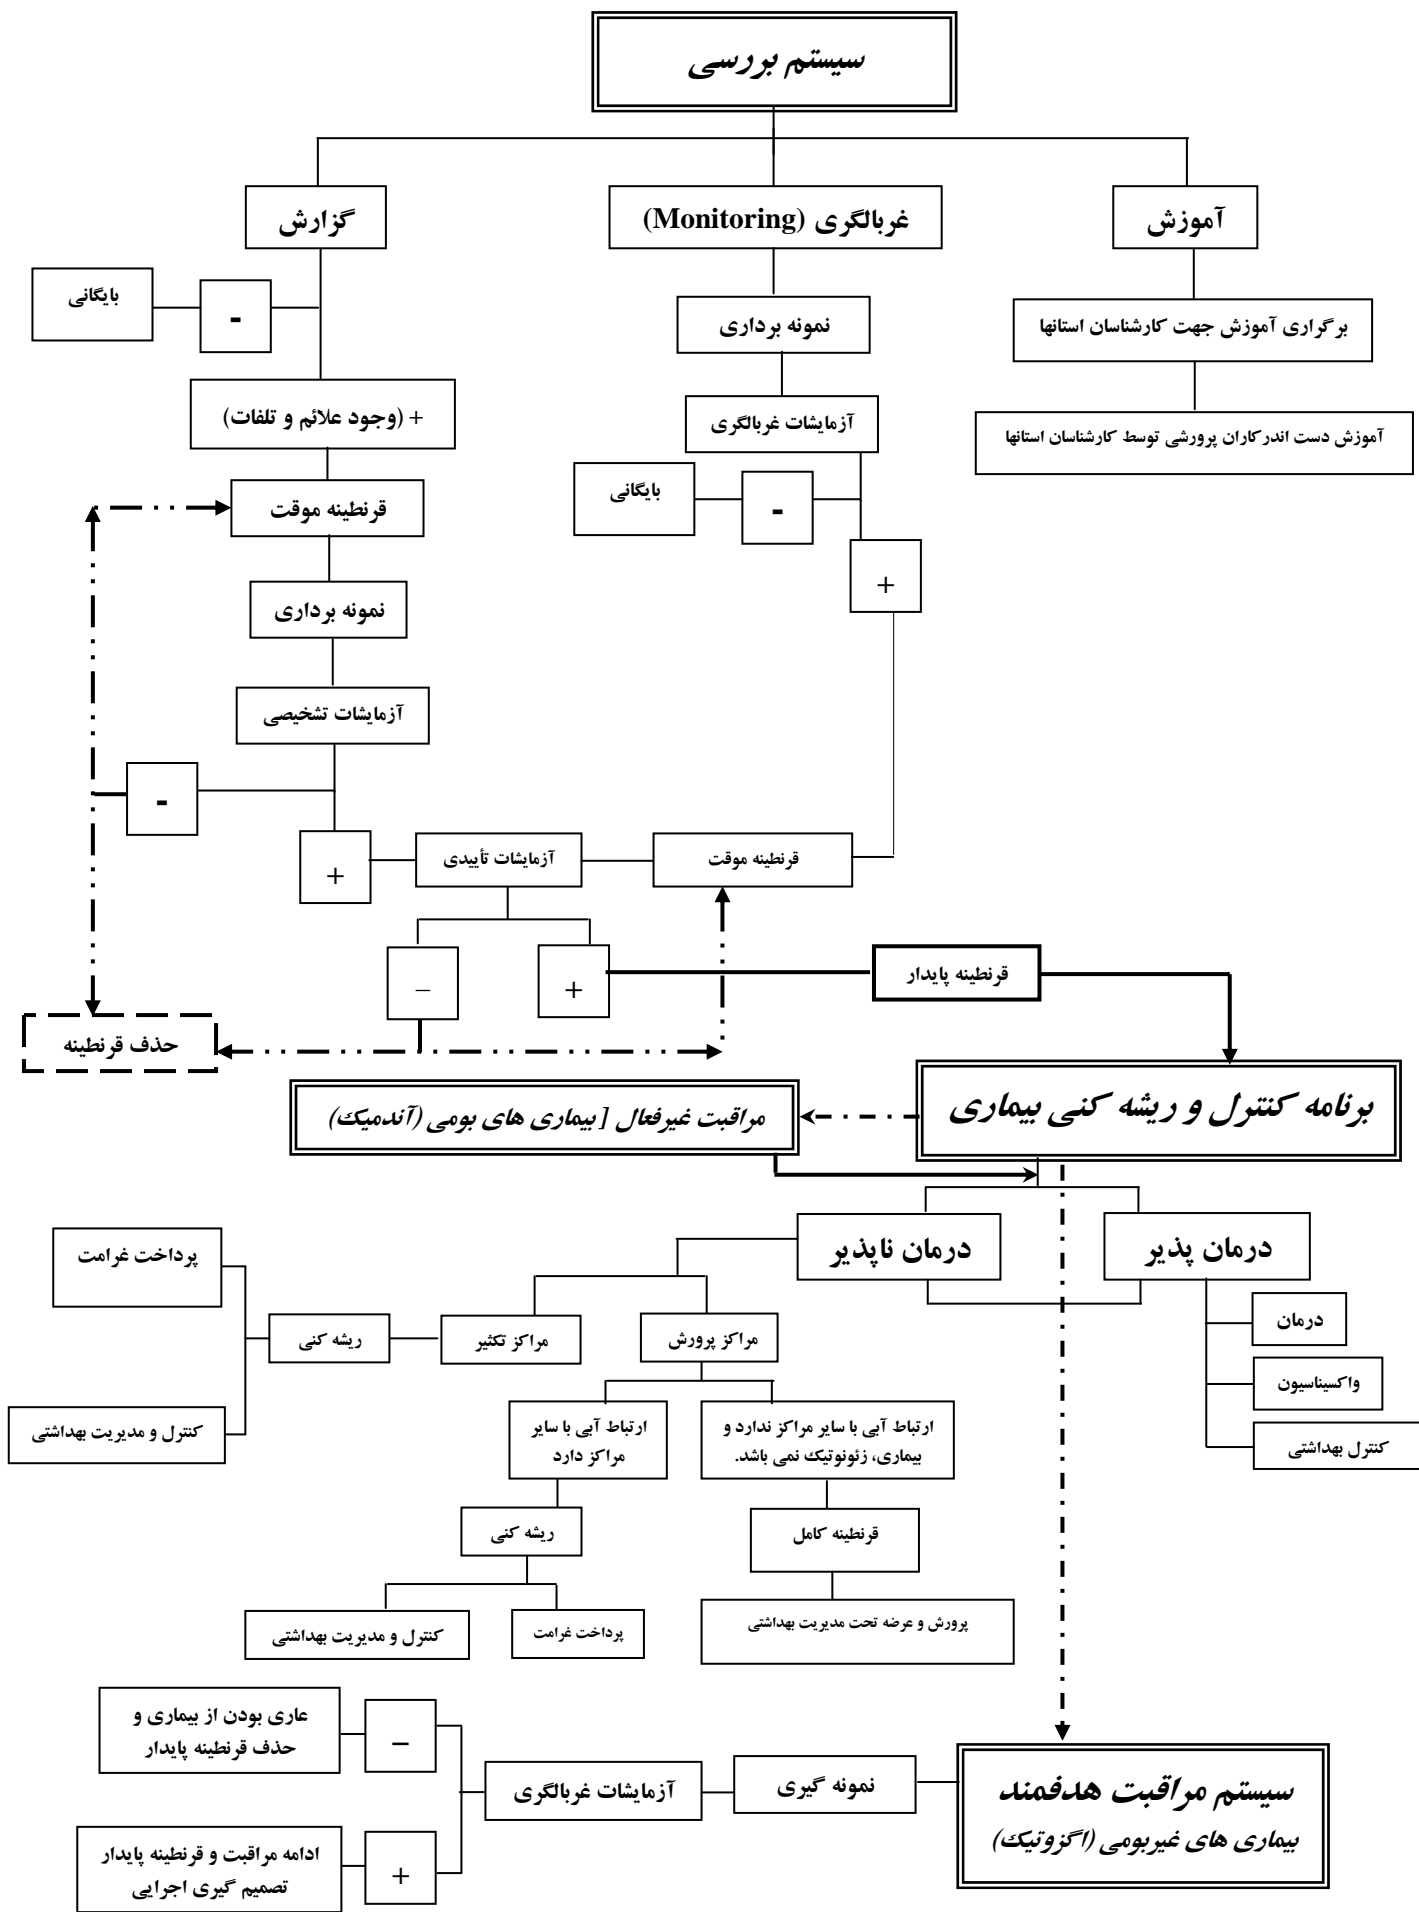 سیستم بررسی
آموزش
غربالگری (Monitoring)
گزارش
برگزاری آموزش جهت کارشناسان استانها
نمونه برداری
-
بایگانی
آموزش دست اندرکاران پرورشی توسط کارشناسان استانها
آزمایشات غربالگری
+ (وجود علائم و تلفات)
-
بایگانی
قرنطینه موقت
+
نمونه برداری
آزمایشات تشخیصی
-
قرنطینه موقت
آزمایشات تأییدی
+
قرنطینه پایدار
+
–
حذف قرنطینه
برنامه کنترل و ریشه کنی بیماری
مراقبت غیرفعال [ بیماری های بومی (آندمیک)
درمان پذیر
درمان ناپذیر
پرداخت غرامت
درمان
مراکز پرورش
مراکز تکثیر
ریشه کنی
واکسیناسیون
کنترل بهداشتی
ارتباط آبی با سایر مراکز ندارد و
بیماری، زئونوتیک نمی باشد.
ارتباط آبی با سایر
مراکز دارد
کنترل و مدیریت بهداشتی
قرنطینه کامل
ریشه کنی
پرورش و عرضه تحت مدیریت بهداشتی
پرداخت غرامت
کنترل و مدیریت بهداشتی
سیستم مراقبت هدفمند
بیماری های غیربومی (اگزوتیک)
نمونه گیری
آزمایشات غربالگری
–
عاری بودن از بیماری و
حذف قرنطینه پایدار
+
ادامه مراقبت و قرنطینه پایدار
تصمیم گیری اجرایی